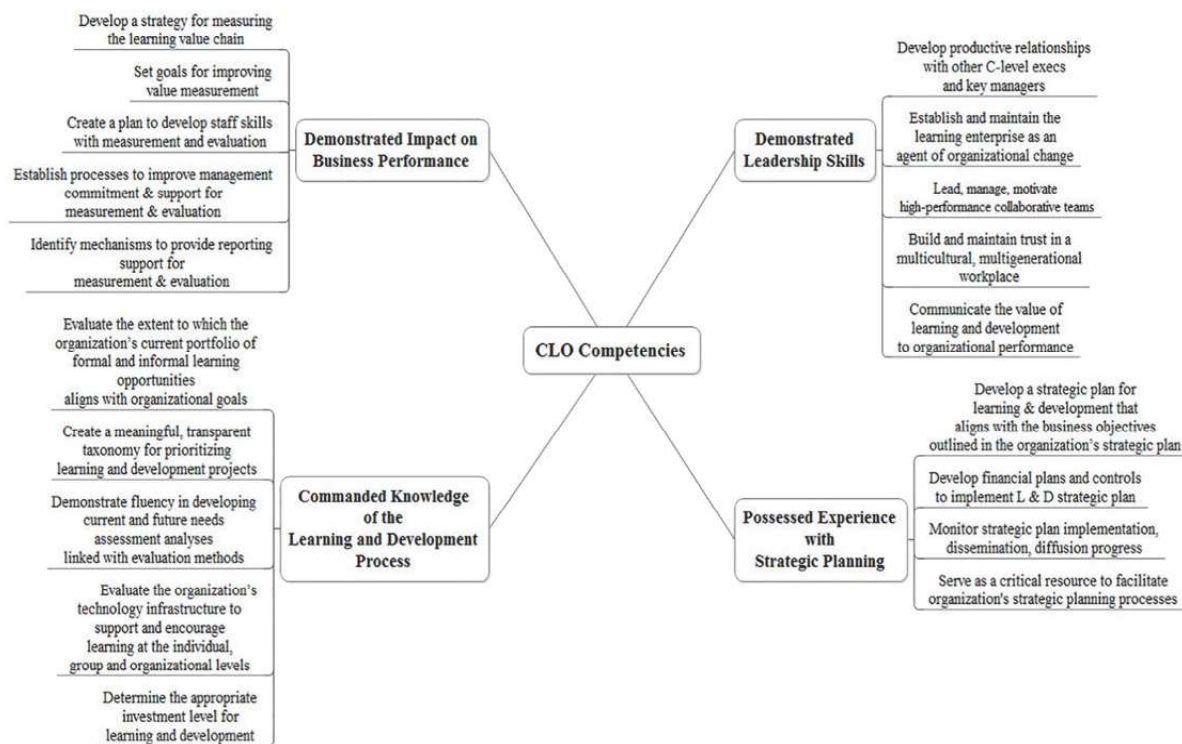 Develop a strategy for measuring
the learning value chain
Set goals for improving
value measurement
Create a plan to develop staff skills
with measurement and evaluation
Establish processes to improve management
commitment & support for
measurement & evaluation
Identify mechanisms to provide reporting
support for
measurement & evaluation
Demonstrated Impact on
Business Performance
Evaluate the extent to which the
organization's current portfolio of
formal and informal learning
opportunities
aligns with organizational goals
Create a meaningful, transparent
taxonomy for prioritizing
learning and development projects
Demonstrate fluency in developing
current and future needs
assessment analyses
linked with evaluation methods
Evaluate the organization's
technology infrastructure to
support and encourage
learning at the individual,
group and organizational levels
Determine the appropriate
investment level for
learning and development
Commanded Knowledge
of the
Learning and Development
Process
CLO Competencies
Demonstrated
Leadership Skills
Develop productive relationships
with other C-level execs
and key managers
Establish and maintain the
learning enterprise as an
agent of organizational change
Lead, manage, motivate
high-performance collaborative teams
Build and maintain trust in a
multicultural, multigenerational
workplace
Communicate the value of
learning and development
to organizational performance
Possessed Experience
with
Strategic Planning
Develop a strategic plan for
learning & development that
aligns with the business objectives
outlined in the organization's strategic plan
Develop financial plans and controls
to implement L & D strategic plan
Monitor strategic plan implementation,
dissemination, diffusion progress
Serve as a critical resource to facilitate
organization's strategic planning processes